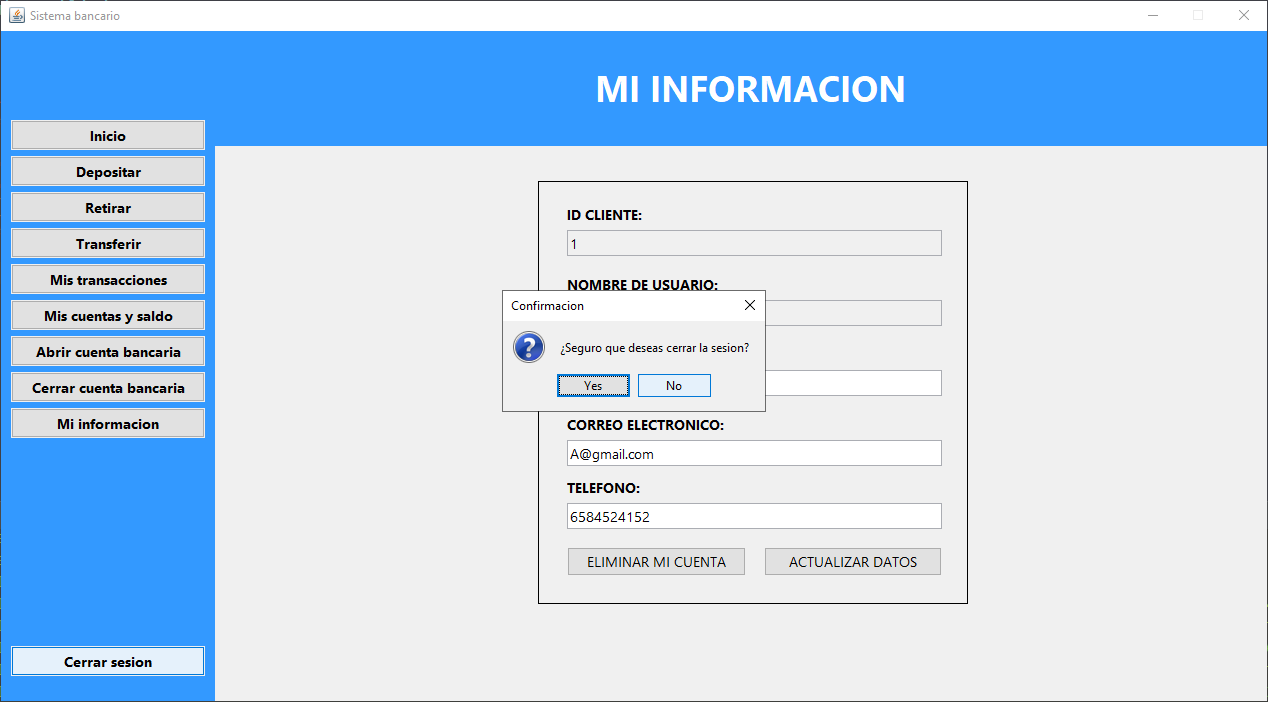 Sistema bancario
MI INFORMACION
Inicio
Depositar
Retirar
Transferir
Mis transacciones
Mis cuentas y saldo
Abrir cuenta bancaria
Cerrar cuenta bancaria
Mi informacion
Cerrar sesion
ID CLIENTE:
1
NOMBRE DE USUARIO:
Confirmacion
¿Seguro que deseas cerrar la sesion?
Yes No
CORREO ELECTRONICO:
A@gmail.com
TELEFONO:
6584524152
ELIMINAR MI CUENTA ACTUALIZAR DATOS